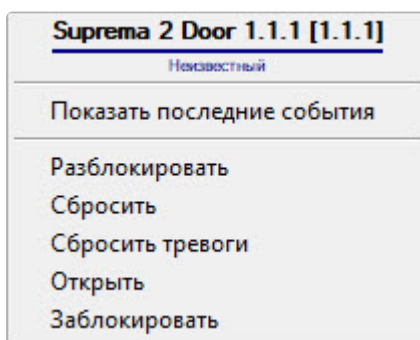 Suprema 2 Door 1.1.1 [1.1.1]
Неизвестный
Показать последние события
Разблокировать
Сбросить
Сбросить тревоги
Открыть
Заблокировать